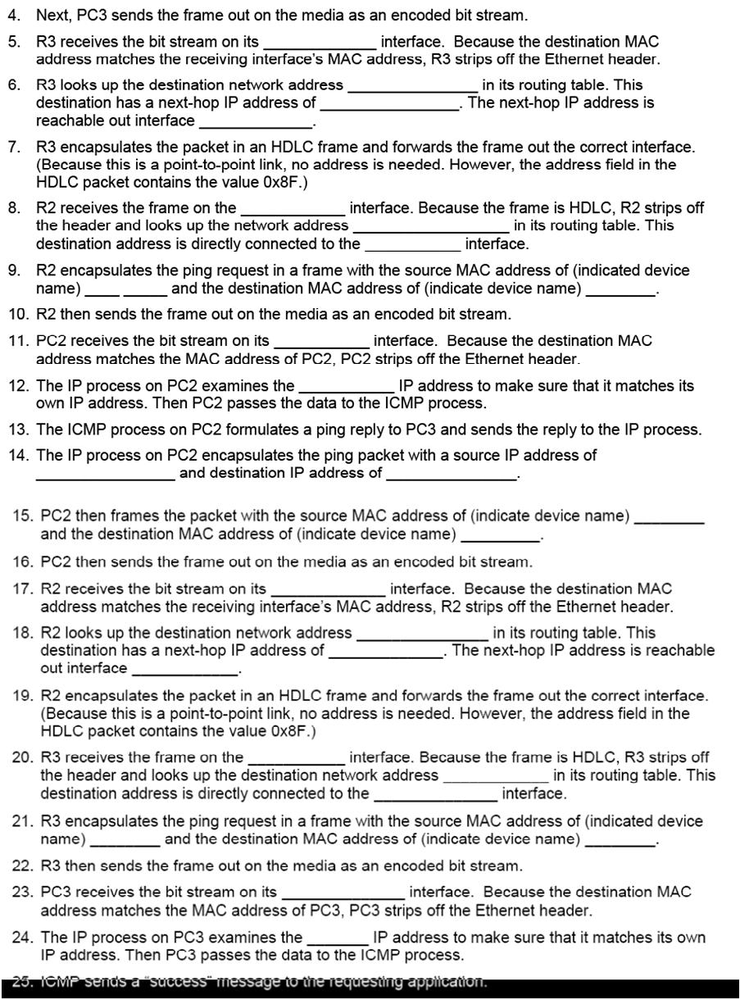 4. Next, PC3 sends the frame out on the media as an encoded bit stream.
5. R3 receives the bit stream on its ______________ interface. Because the destination MAC
address matches the receiving interface's MAC address, R3 strips off the Ethernet header.
6. R3 looks up the destination network address ________________ in its routing table. This
destination has a next-hop IP address of _________________. The next-hop IP address is
reachable out interface ______________.
7. R3 encapsulates the packet in an HDLC frame and forwards the frame out the correct interface.
(Because this is a point-to-point link, no address is needed. However, the address field in the
HDLC packet contains the value 0x8F.)
8. R2 receives the frame on the _____________ interface. Because the frame is HDLC, R2 strips off
the header and looks up the network address ___________________ in its routing table. This
destination address is directly connected to the ____________ interface.
9. R2 encapsulates the ping request in a frame with the source MAC address of (indicated device
name) ____ _____ and the destination MAC address of (indicate device name) ________.
10. R2 then sends the frame out on the media as an encoded bit stream.
11. PC2 receives the bit stream on its ____________ interface. Because the destination MAC
address matches the MAC address of PC2, PC2 strips off the Ethernet header.
12. The IP process on PC2 examines the ____________ IP address to make sure that it matches its
own IP address. Then PC2 passes the data to the ICMP process.
13. The ICMP process on PC2 formulates a ping reply to PC3 and sends the reply to the IP process.
14. The IP process on PC2 encapsulates the ping packet with a source IP address of
_________________ and destination IP address of ________________.
15. PC2 then frames the packet with the source MAC address of (indicate device name) ________
and the destination MAC address of (indicate device name) _________.
16. PC2 then sends the frame out on the media as an encoded bit stream.
17. R2 receives the bit stream on its ______________ interface. Because the destination MAC
address matches the receiving interface's MAC address, R2 strips off the Ethernet header.
18. R2 looks up the destination network address ________________ in its routing table. This
destination has a next-hop IP address of ______________. The next-hop IP address is reachable
out interface _____________.
19. R2 encapsulates the packet in an HDLC frame and forwards the frame out the correct interface.
(Because this is a point-to-point link, no address is needed. However, the address field in the
HDLC packet contains the value 0x8F.)
20. R3 receives the frame on the ____________ interface. Because the frame is HDLC, R3 strips off
the header and looks up the destination network address _____________ in its routing table. This
destination address is directly connected to the _______________ interface.
21. R3 encapsulates the ping request in a frame with the source MAC address of (indicated device
name) ________ and the destination MAC address of (indicate device name) ________.
22. R3 then sends the frame out on the media as an encoded bit stream.
23. PC3 receives the bit stream on its _______________ interface. Because the destination MAC
address matches the MAC address of PC3, PC3 strips off the Ethernet header.
24. The IP process on PC3 examines the _______ IP address to make sure that it matches its own
IP address. Then PC3 passes the data to the ICMP process.
25. ICMP sends a "success" message to the requesting application.